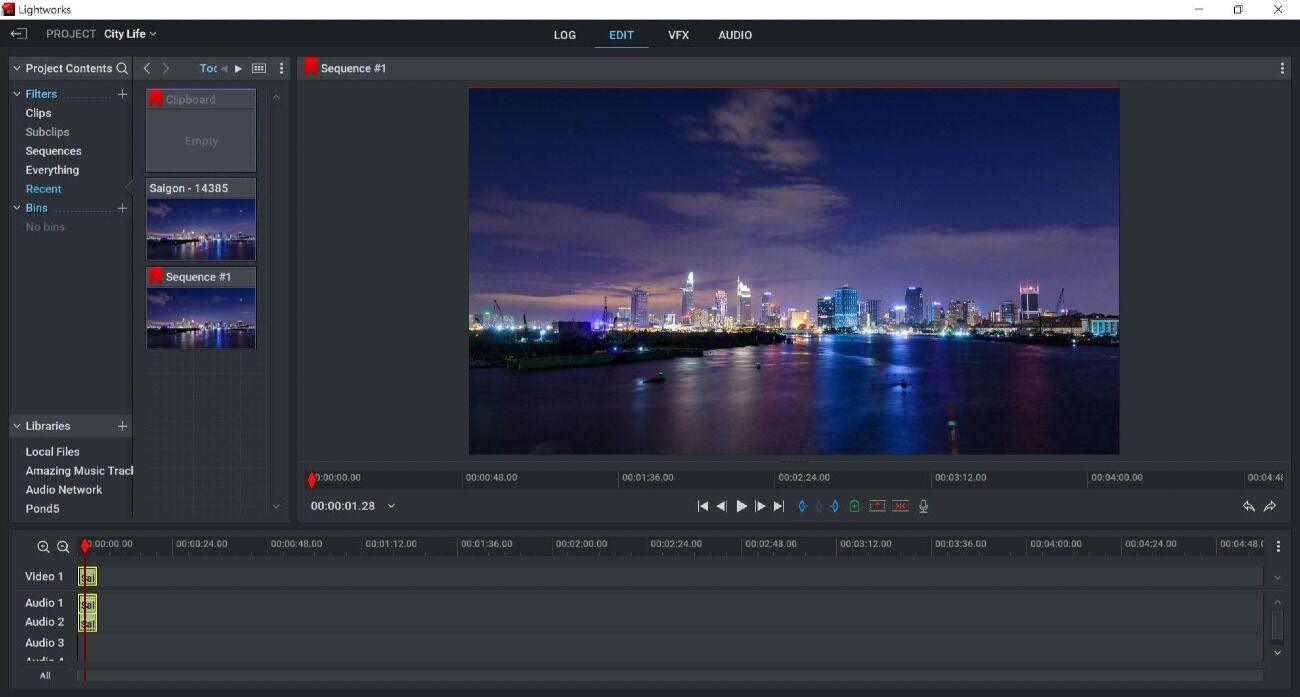 Lightworks
PROJECT City Life
LOG EDIT VFX AUDIO
Project Contents
Toc
Sequence #1
Filters
Clips
Subclips
Sequences
Everything
Recent
Bins
No bins
Clipboard
Empty
Saigon - 14385
Sequence #1
Libraries
Local Files
Amazing Music Tracl
Audio Network
Pond5
0:00:00.00 00:00:48.00 00:01:36.00 00:02:24.00 00:03:12.00 00:04:00.00 00:04:48
00:00:01.28
0:00:00.00 00:00:24.00 00:00:48.00 00:01:12.00 00:01:36.00 00:02:00.00 00:02:24.00 00:02:48.00 00:03:12.00 00:03:36.00 00:04:00.00 00:04:24.00 00:04:48.0
Video 1 Sai
Audio 1 Sai
Audio 2 Sai
Audio 3
Audio 4
All